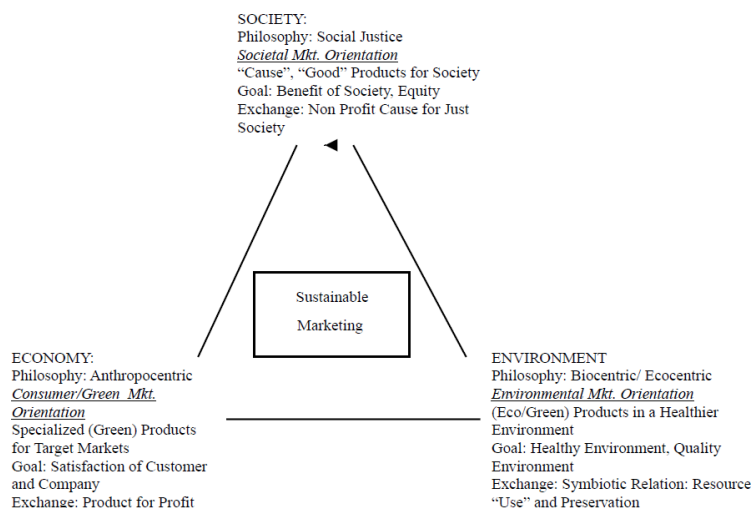 SOCIETY:
Philosophy: Social Justice
Societal Mkt. Orientation
“Cause”, “Good” Products for Society
Goal: Benefit of Society, Equity
Exchange: Non Profit Cause for Just
Society
Sustainable
Marketing
ECONOMY:
Philosophy: Anthropocentric
Consumer/Green  Mkt.
Orientation
Specialized (Green) Products
for Target Markets
Goal: Satisfaction of Customer
and Company
Exchange: Product for Profit
ENVIRONMENT
Philosophy: Biocentric/ Ecocentric
Environmental Mkt. Orientation
(Eco/Green) Products in a Healthier
Environment
Goal: Healthy Environment, Quality
Environment
Exchange: Symbiotic Relation: Resource
“Use” and Preservation